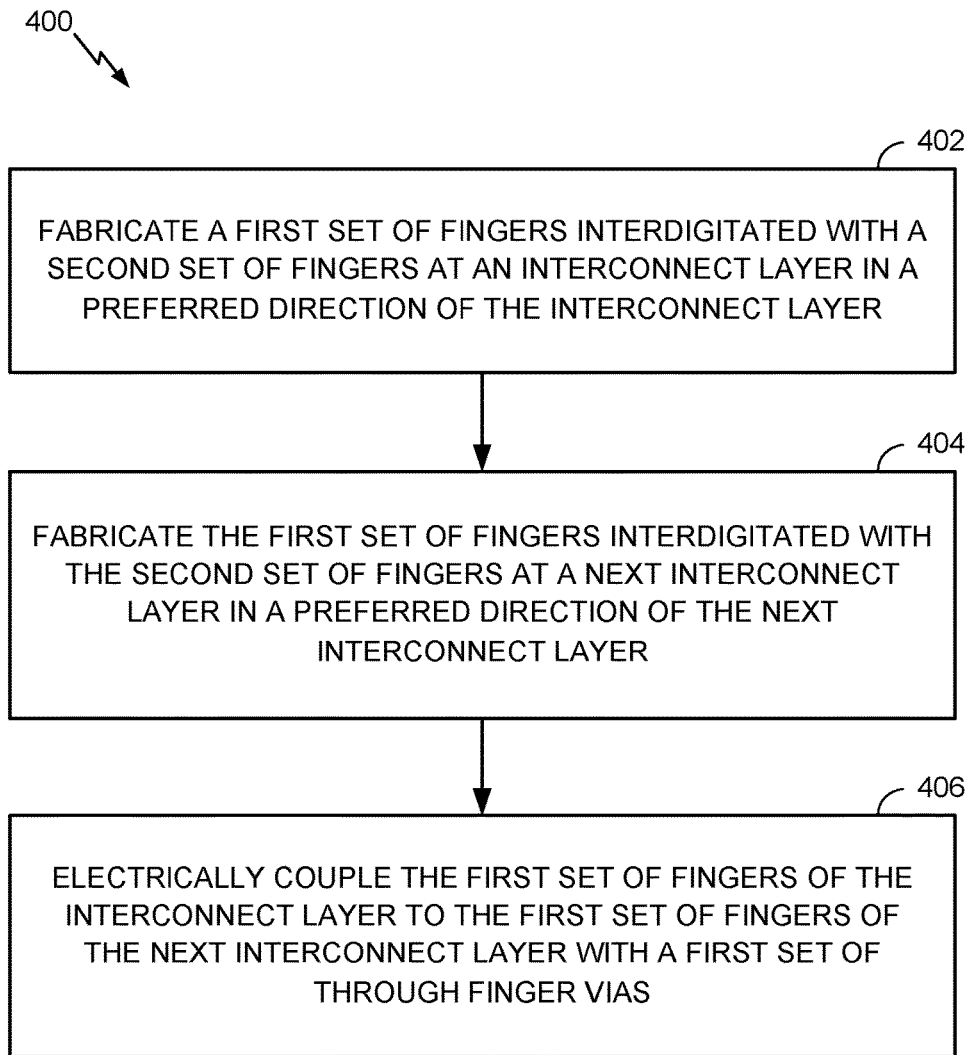 400
402
FABRICATE A FIRST SET OF FINGERS INTERDIGITATED WITH A
SECOND SET OF FINGERS AT AN INTERCONNECT LAYER IN A
PREFERRED DIRECTION OF THE INTERCONNECT LAYER
404
FABRICATE THE FIRST SET OF FINGERS INTERDIGITATED WITH
THE SECOND SET OF FINGERS AT A NEXT INTERCONNECT
LAYER IN A PREFERRED DIRECTION OF THE NEXT
INTERCONNECT LAYER
406
ELECTRICALLY COUPLE THE FIRST SET OF FINGERS OF THE
INTERCONNECT LAYER TO THE FIRST SET OF FINGERS OF
THE NEXT INTERCONNECT LAYER WITH A FIRST SET OF
THROUGH FINGER VIAS